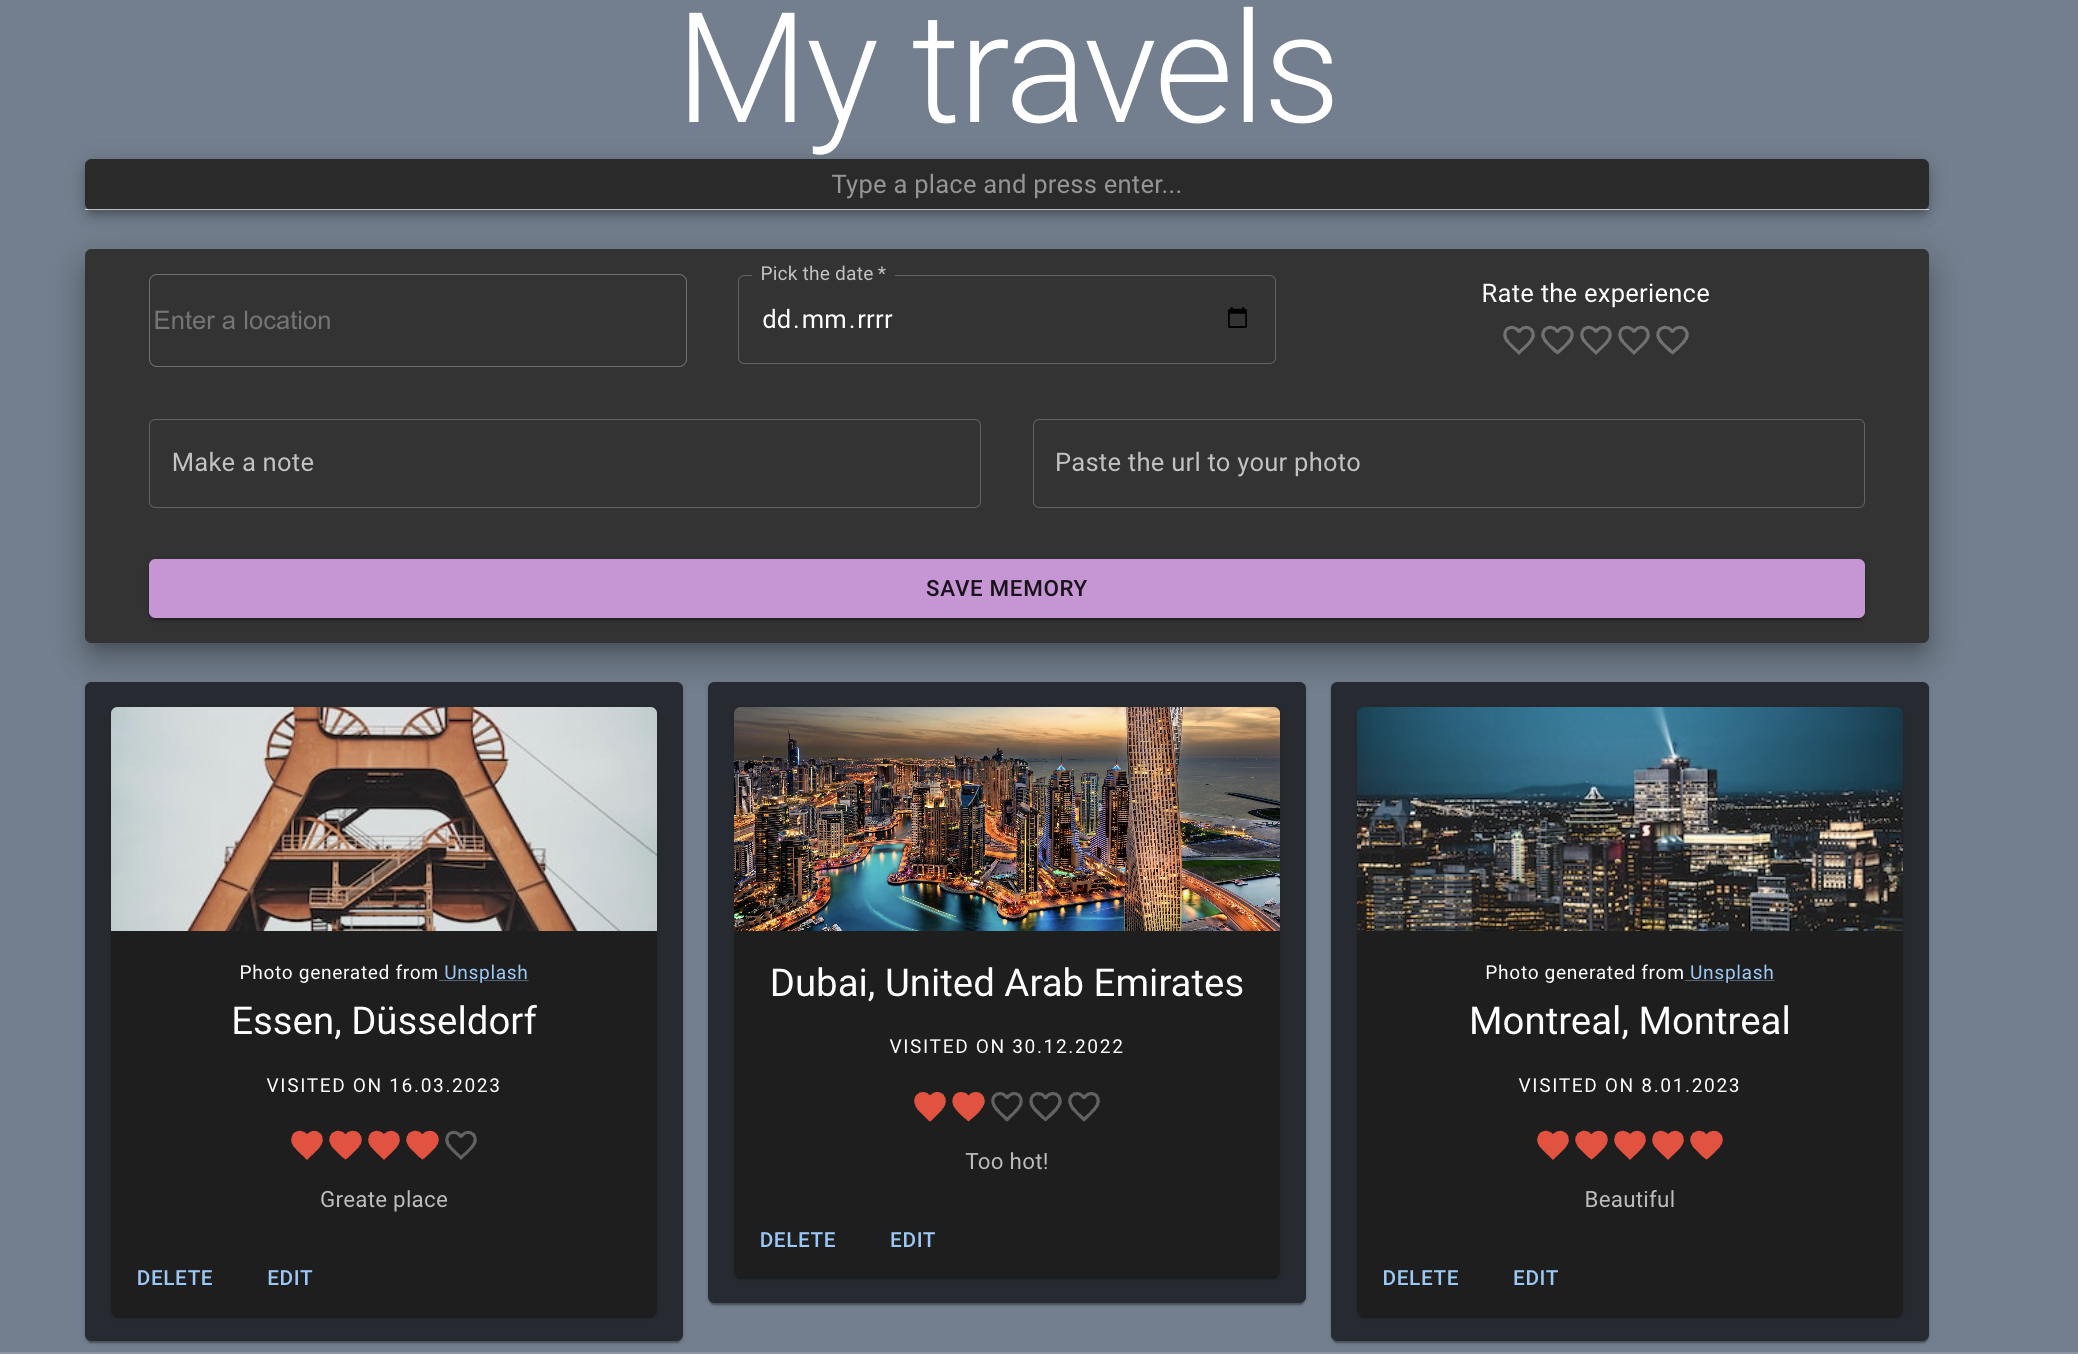 My travels
Type a place and press enter...
Enter a location
Pick the date *
dd.mm.rrrr
Rate the experience
Make a note
Paste the url to your photo
SAVE MEMORY
Photo generated from Unsplash
Essen, Düsseldorf
VISITED ON 16.03.2023
Greate place
DELETE EDIT
Dubai, United Arab Emirates
VISITED ON 30.12.2022
Too hot!
DELETE EDIT
Photo generated from Unsplash
Montreal, Montreal
VISITED ON 8.01.2023
Beautiful
DELETE EDIT